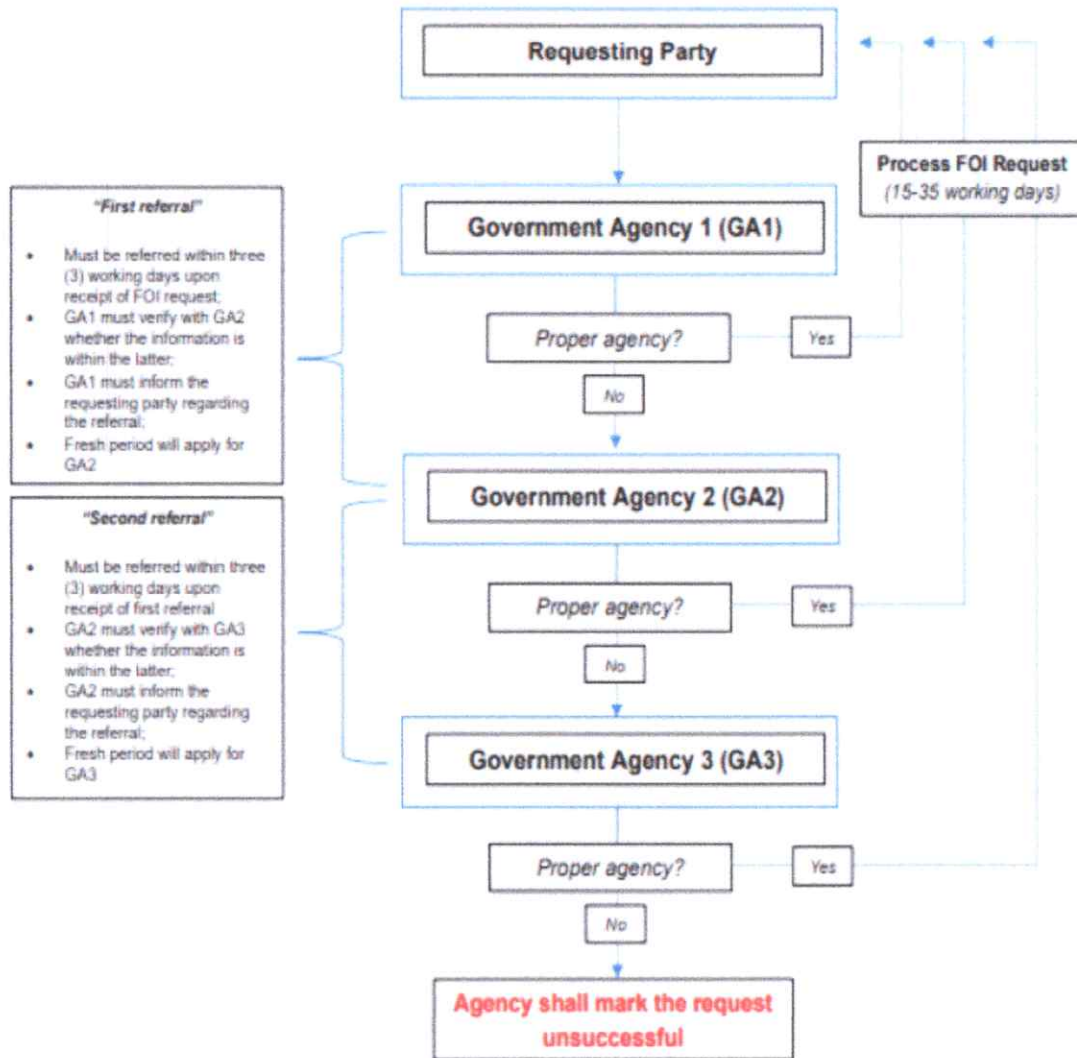 Requesting Party
Process FOI Request
(15-35 working days)
"First referral"
• Must be referred within three
(3) working days upon
receipt of FOI request;
• GA1 must verify with GA2
whether the information is
within the latter;
• GA1 must inform the
requesting party regarding
the referral;
• Fresh period will apply for
GA2
Government Agency 1 (GA1)
Proper agency?
Yes
No
Government Agency 2 (GA2)
"Second referral"
• Must be referred within three
(3) working days upon
receipt of first referral
• GA2 must verify with GA3
whether the information is
within the latter;
• GA2 must inform the
requesting party regarding
the referral;
• Fresh period will apply for
GA3
Proper agency?
Yes
No
Government Agency 3 (GA3)
Proper agency?
Yes
No
Agency shall mark the request
unsuccessful